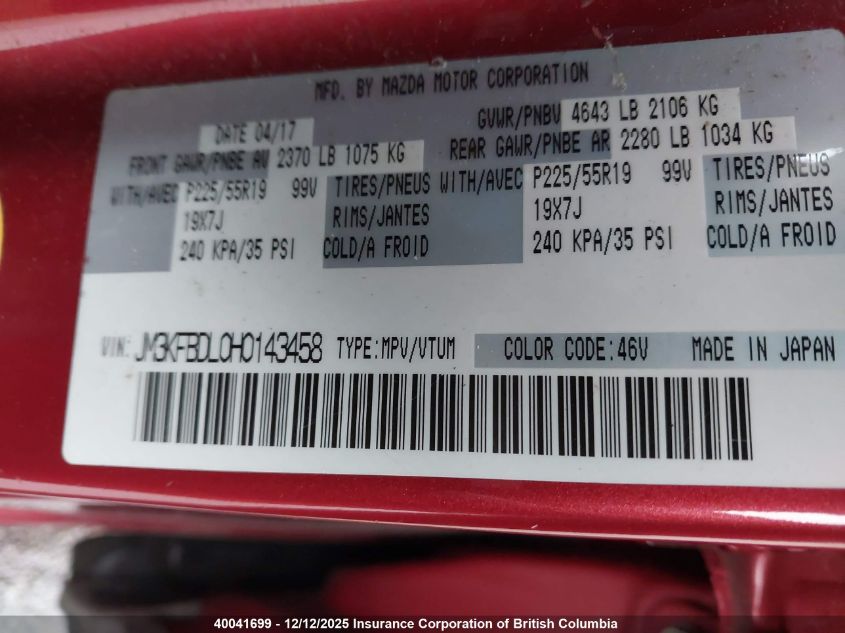 MFD. BY MAZDA MOTOR CORPORATION
DATE 04/17 GVWR/PNBV 4643 LB 2106 KG
FRONT GAWR/PNBE AV 2370 LB 1075 KG REAR GAWR/PNBE AR 2280 LB 1034 KG
WITH/AVEC P225/55R19 99V TIRES/PNEUS WITH/AVEC P225/55R19 99V TIRES/PNEUS
19X7J RIMS/JANTES 19X7J RIMS/JANTES
240 KPA/35 PSI COLD/A FROID 240 KPA/35 PSI COLD/A FROID
VIN: JM3KFBDL0H0143458 TYPE:MPV/VTUM COLOR CODE:46V MADE IN JAPAN
40041699 - 12/12/2025 Insurance Corporation of British Columbia